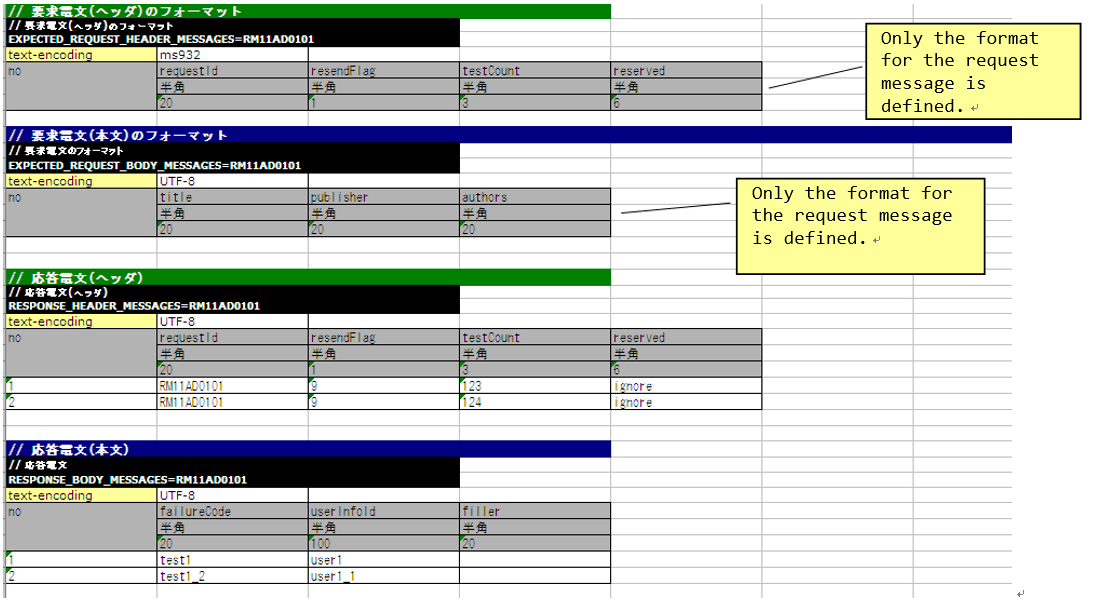 // 要求電文(ヘッダ)のフォーマット
// 要求電文(ヘッダ)のフォーマット
EXPECTED_REQUEST_HEADER_MESSAGES=RM11AD0101
text-encoding ms932
no requestId resendFlag testCount reserved
半角 半角 半角 半角
20 1 3 6
Only the format
for the request
message is
defined.
// 要求電文(本文)のフォーマット
// 要求電文のフォーマット
EXPECTED_REQUEST_BODY_MESSAGES=RM11AD0101
text-encoding UTF-8
no title publisher authors
半角 半角 半角
20 20 20
Only the format for
the request message
is defined.
// 応答電文(ヘッダ)
// 応答電文(ヘッダ)
RESPONSE_HEADER_MESSAGES=RM11AD0101
text-encoding UTF-8
no requestId resendFlag testCount reserved
半角 半角 半角 半角
20 1 3 6
1 RM11AD0101 9 123 ignore
2 RM11AD0101 9 124 ignore
// 応答電文(本文)
// 応答電文
RESPONSE_BODY_MESSAGES=RM11AD0101
text-encoding UTF-8
no failureCode userInfoId filler
半角 半角 半角
20 100 20
1 test1 user1
2 test1_2 user1_1